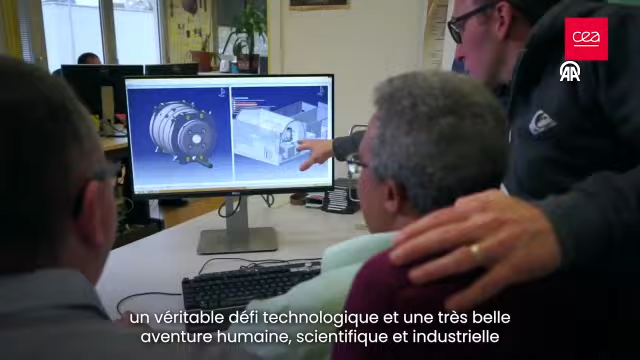 cea
AA
un véritable défi technologique et une très belle
aventure humaine, scientifique et industrielle